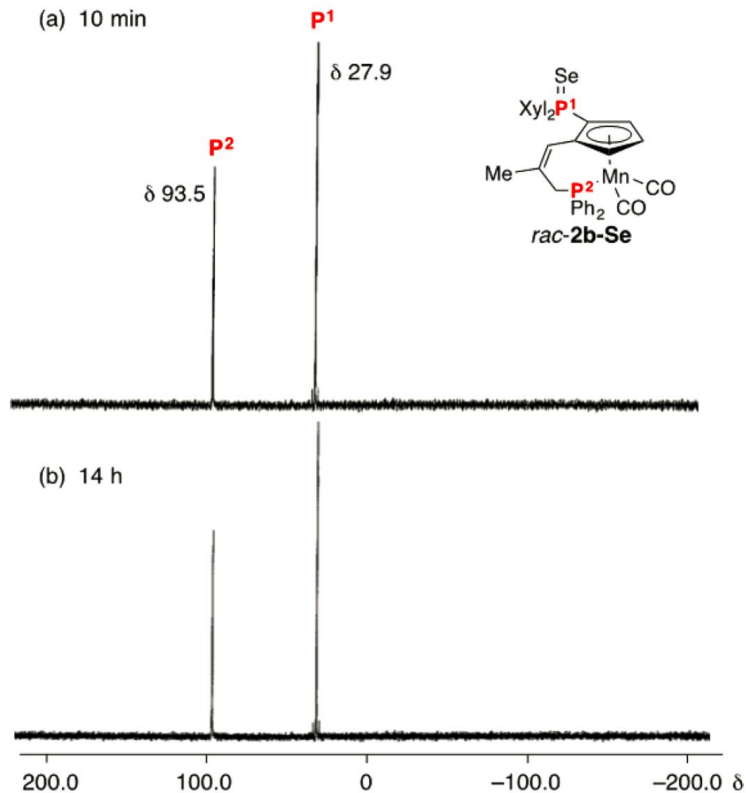 (a) 10 min
P¹
δ 27.9
P²
δ 93.5
Se
Xyl₂P¹
Me
P²
Mn
CO
Ph₂
CO
rac-2b-Se
(b) 14 h
200.0 100.0 0 –100.0 –200.0 δ